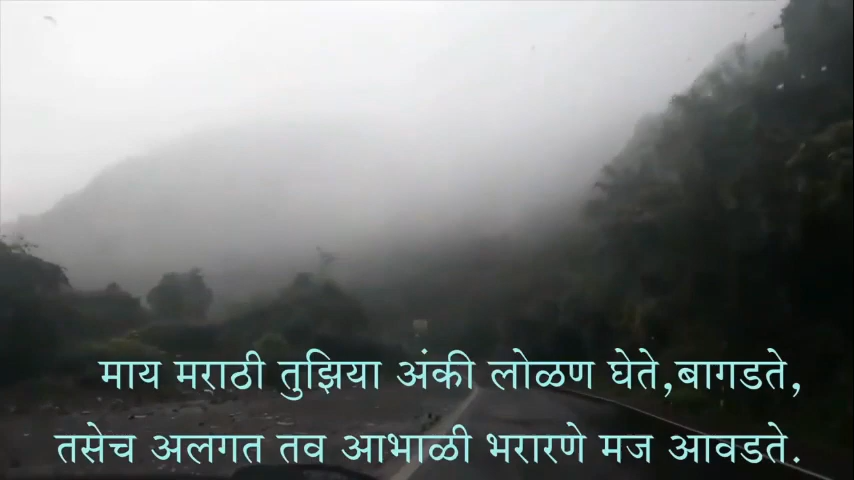 माय मराठी तुझिया अंकी लोळण घेते,बागडते,
तसेच अलगत तव आभाळी भरारणे मज आवडते.